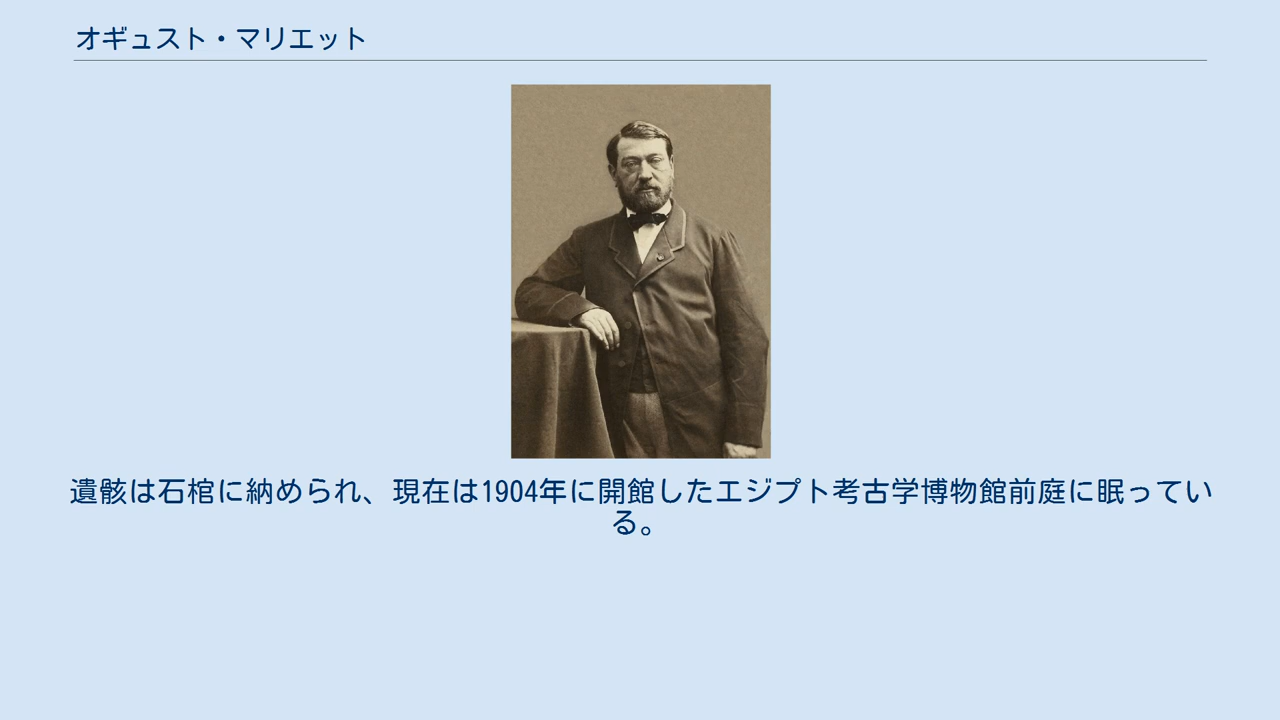 オギュスト・マリエット
遺骸は石棺に納められ、現在は1904年に開館したエジプト考古学博物館前庭に眠ってい
る。